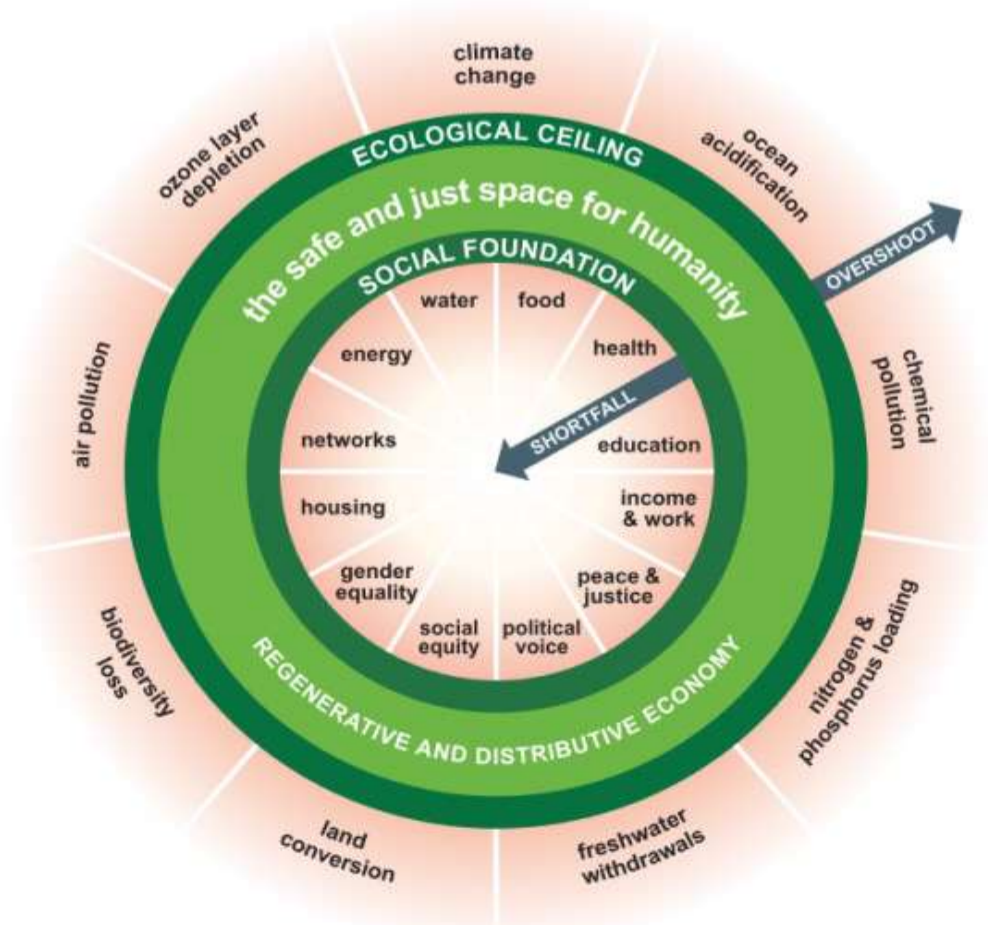 climate
change
ocean
acidification
OVERSHOOT
chemical
pollution
nitrogen &
phosphorus loading
freshwater
withdrawals
land
conversion
biodiversity
loss
air pollution
ozone layer
depletion
ECOLOGICAL CEILING
the safe and just space for humanity
SOCIAL FOUNDATION
water
food
health
SHORTFALL
education
income
& work
peace &
justice
political
voice
social
equity
gender
equality
housing
networks
energy
REGENERATIVE AND DISTRIBUTIVE ECONOMY